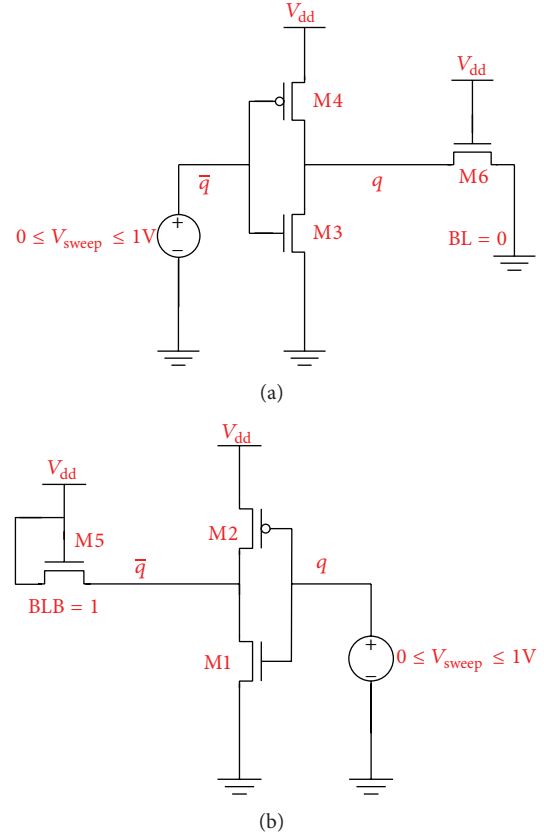 V_dd
M4
V_dd
q̅
q
M6
0 ≤ V_sweep ≤ 1V
+
−
M3
BL = 0
(a)
V_dd
V_dd
M5
M2
q̅
q
BLB = 1
M1
+
−
0 ≤ V_sweep ≤ 1V
(b)